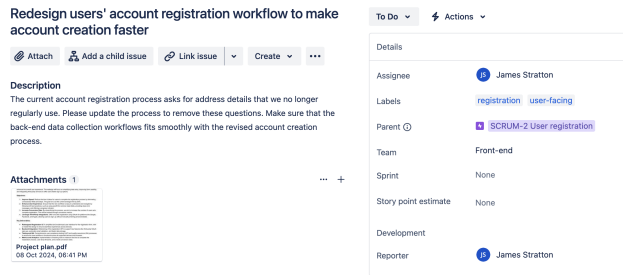 Redesign users' account registration workflow to make
account creation faster
Attach
Add a child issue
Link issue
Create
Description
The current account registration process asks for address details that we no longer
regularly use. Please update the process to remove these questions. Make sure that the
back-end data collection workflows fits smoothly with the revised account creation
process.
Attachments 1
Project plan.pdf
08 Oct 2024, 06:41 PM
To Do
Actions
Details
Assignee
JS James Stratton
Labels
registration user-facing
Parent
SCRUM-2 User registration
Team
Front-end
Sprint
None
Story point estimate
None
Development
Reporter
JS James Stratton